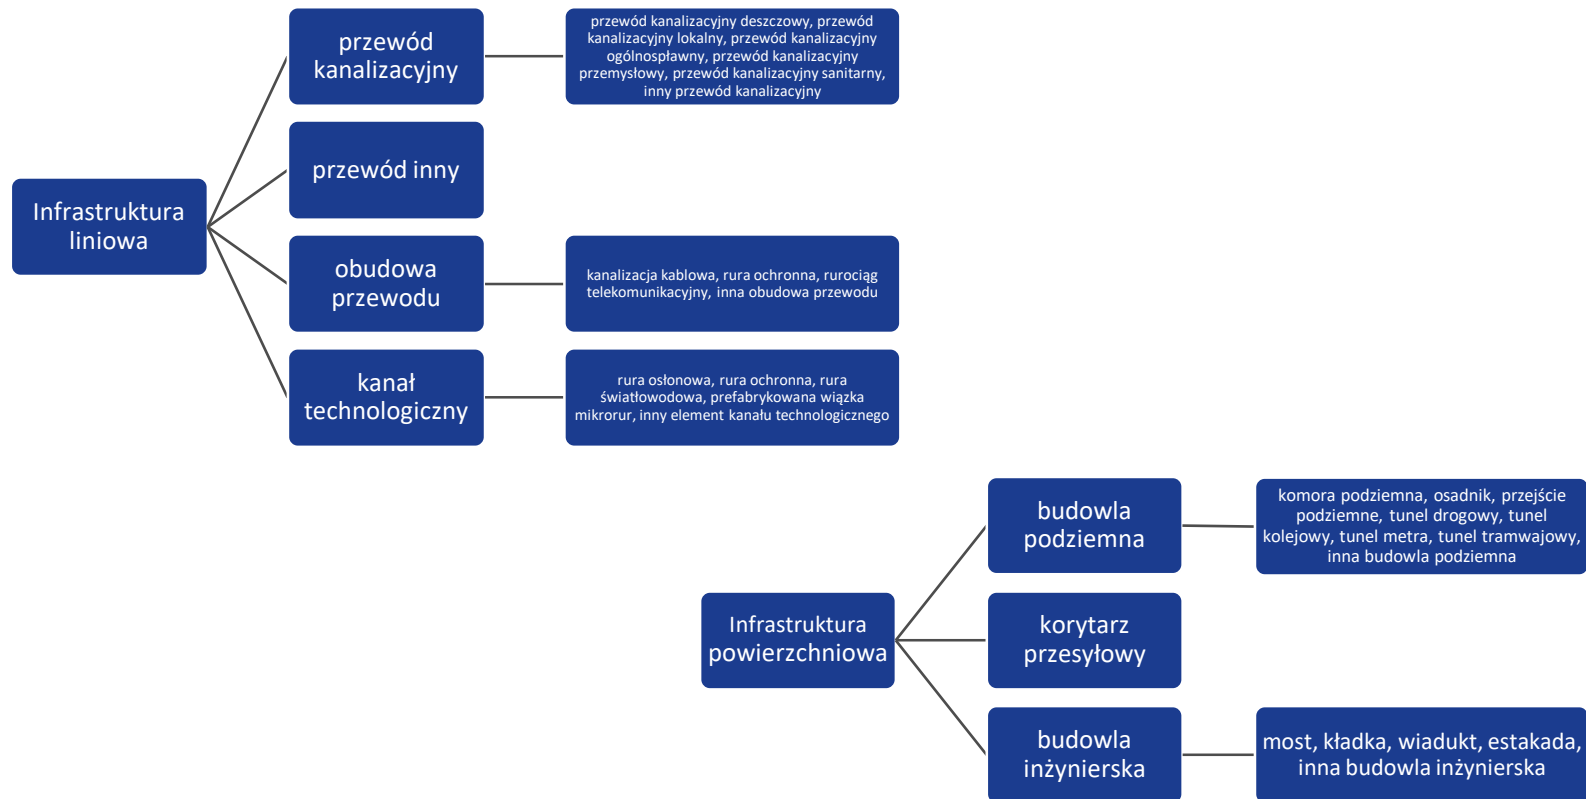 przewód
kanalizacyjny
przewód kanalizacyjny deszczowy, przewód
kanalizacyjny lokalny, przewód kanalizacyjny
ogólnospławny, przewód kanalizacyjny
przemysłowy, przewód kanalizacyjny sanitarny,
inny przewód kanalizacyjny
przewód inny
Infrastruktura
liniowa
obudowa
przewodu
kanalizacja kablowa, rura ochronna, rurociąg
telekomunikacyjny, inna obudowa przewodu
kanał
technologiczny
rura osłonowa, rura ochronna, rura
światłowodowa, prefabrykowana wiązka
mikrorur, inny element kanału technologicznego
budowla
podziemna
komora podziemna, osadnik, przejście
podziemne, tunel drogowy, tunel
kolejowy, tunel metra, tunel tramwajowy,
inna budowla podziemna
Infrastruktura
powierzchniowa
korytarz
przesyłowy
budowla
inżynierska
most, kładka, wiadukt, estakada,
inna budowla inżynierska